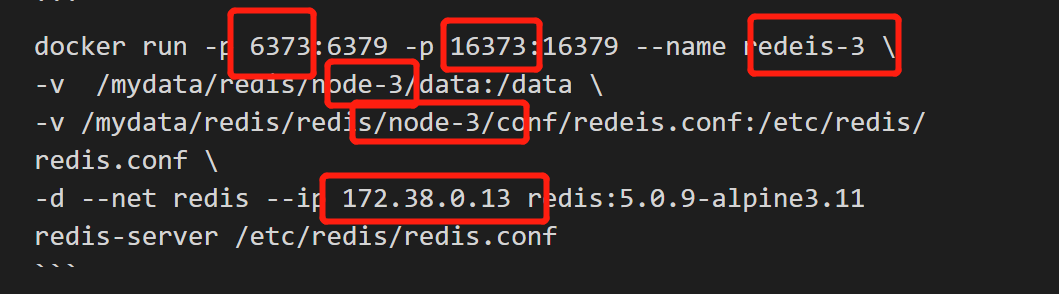 ```
docker run -p 6373:6379 -p 16373:16379 --name redeis-3 \
-v  /mydata/redis/node-3/data:/data \
-v /mydata/redis/redis/node-3/conf/redeis.conf:/etc/redis/
redis.conf \
-d --net redis --ip 172.38.0.13 redis:5.0.9-alpine3.11
redis-server /etc/redis/redis.conf
```